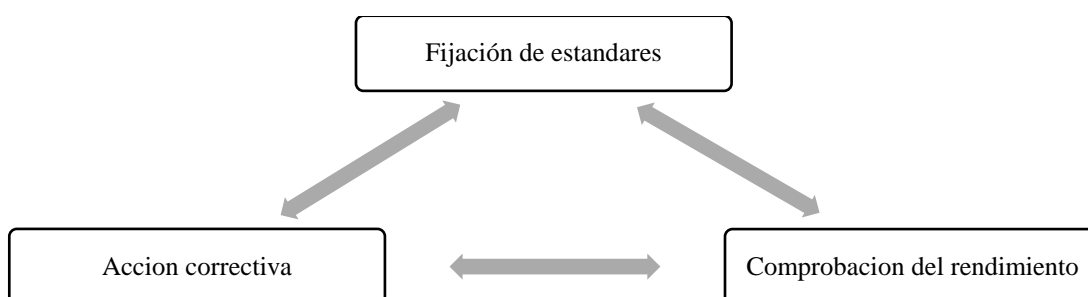 Fijación de estandares
Accion correctiva
Comprobacion del rendimiento